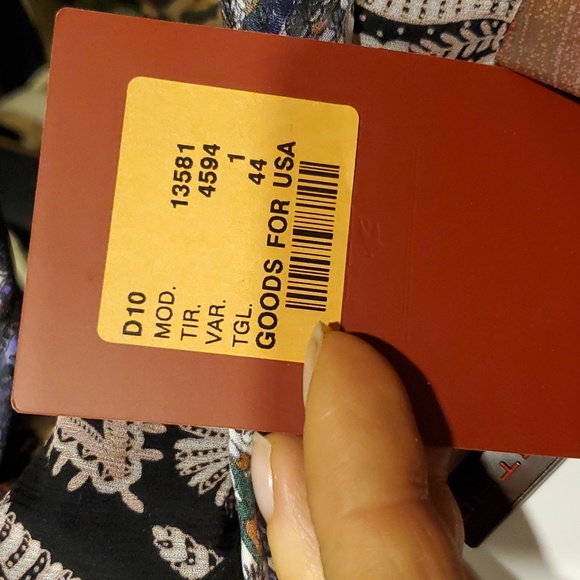 D10
MOD. 13581
TIR. 4594
VAR. 1
TGL. 44
GOODS FOR USA